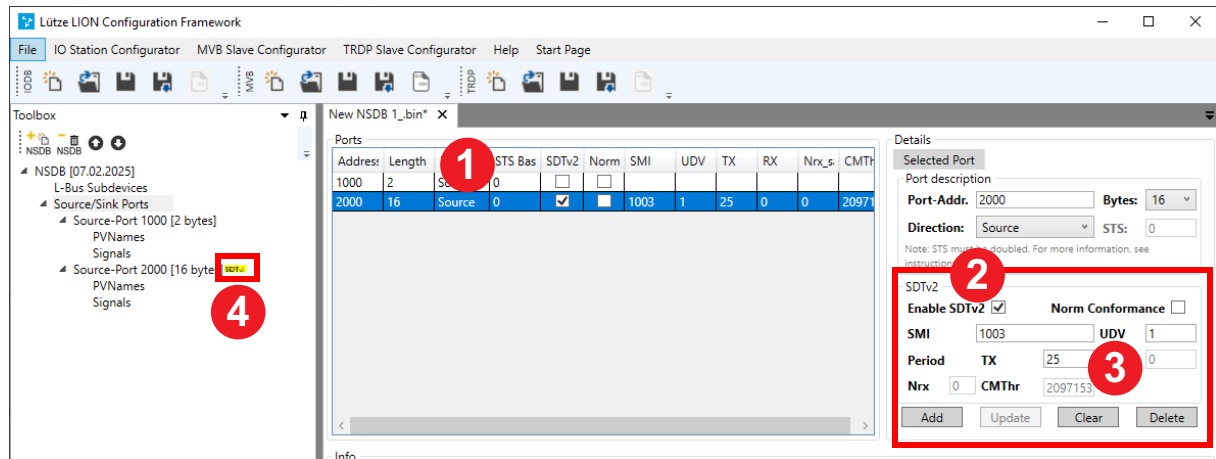 Lütze LION Configuration Framework
File IO Station Configurator MVB Slave Configurator TRDP Slave Configurator Help Start Page
IODB MVB TRDP
Toolbox
NSDB NSDB
NSDB [07.02.2025]
L-Bus Subdevices
Source/Sink Ports
Source-Port 1000 [2 bytes]
PVNames
Signals
Source-Port 2000 [16 byte
SDTv2
PVNames
Signals
4
New NSDB 1_.bin*
Ports
Address Length STS Bas SDTv2 Norm SMI UDV TX RX Nrx_s CMTh
1
1000 2 0
2000 16 Source 0 1003 1 25 0 0 20971
Details
Selected Port
Port description
Port-Addr. 2000 Bytes: 16
Direction: Source STS: 0
Note: STS must be doubled. For more information, see
instruction
2
SDTv2
Enable SDTv2 Norm Conformance
SMI 1003 UDV 1
Period TX 25 0
3
Nrx 0 CMThr 2097153
Add Update Clear Delete
Info